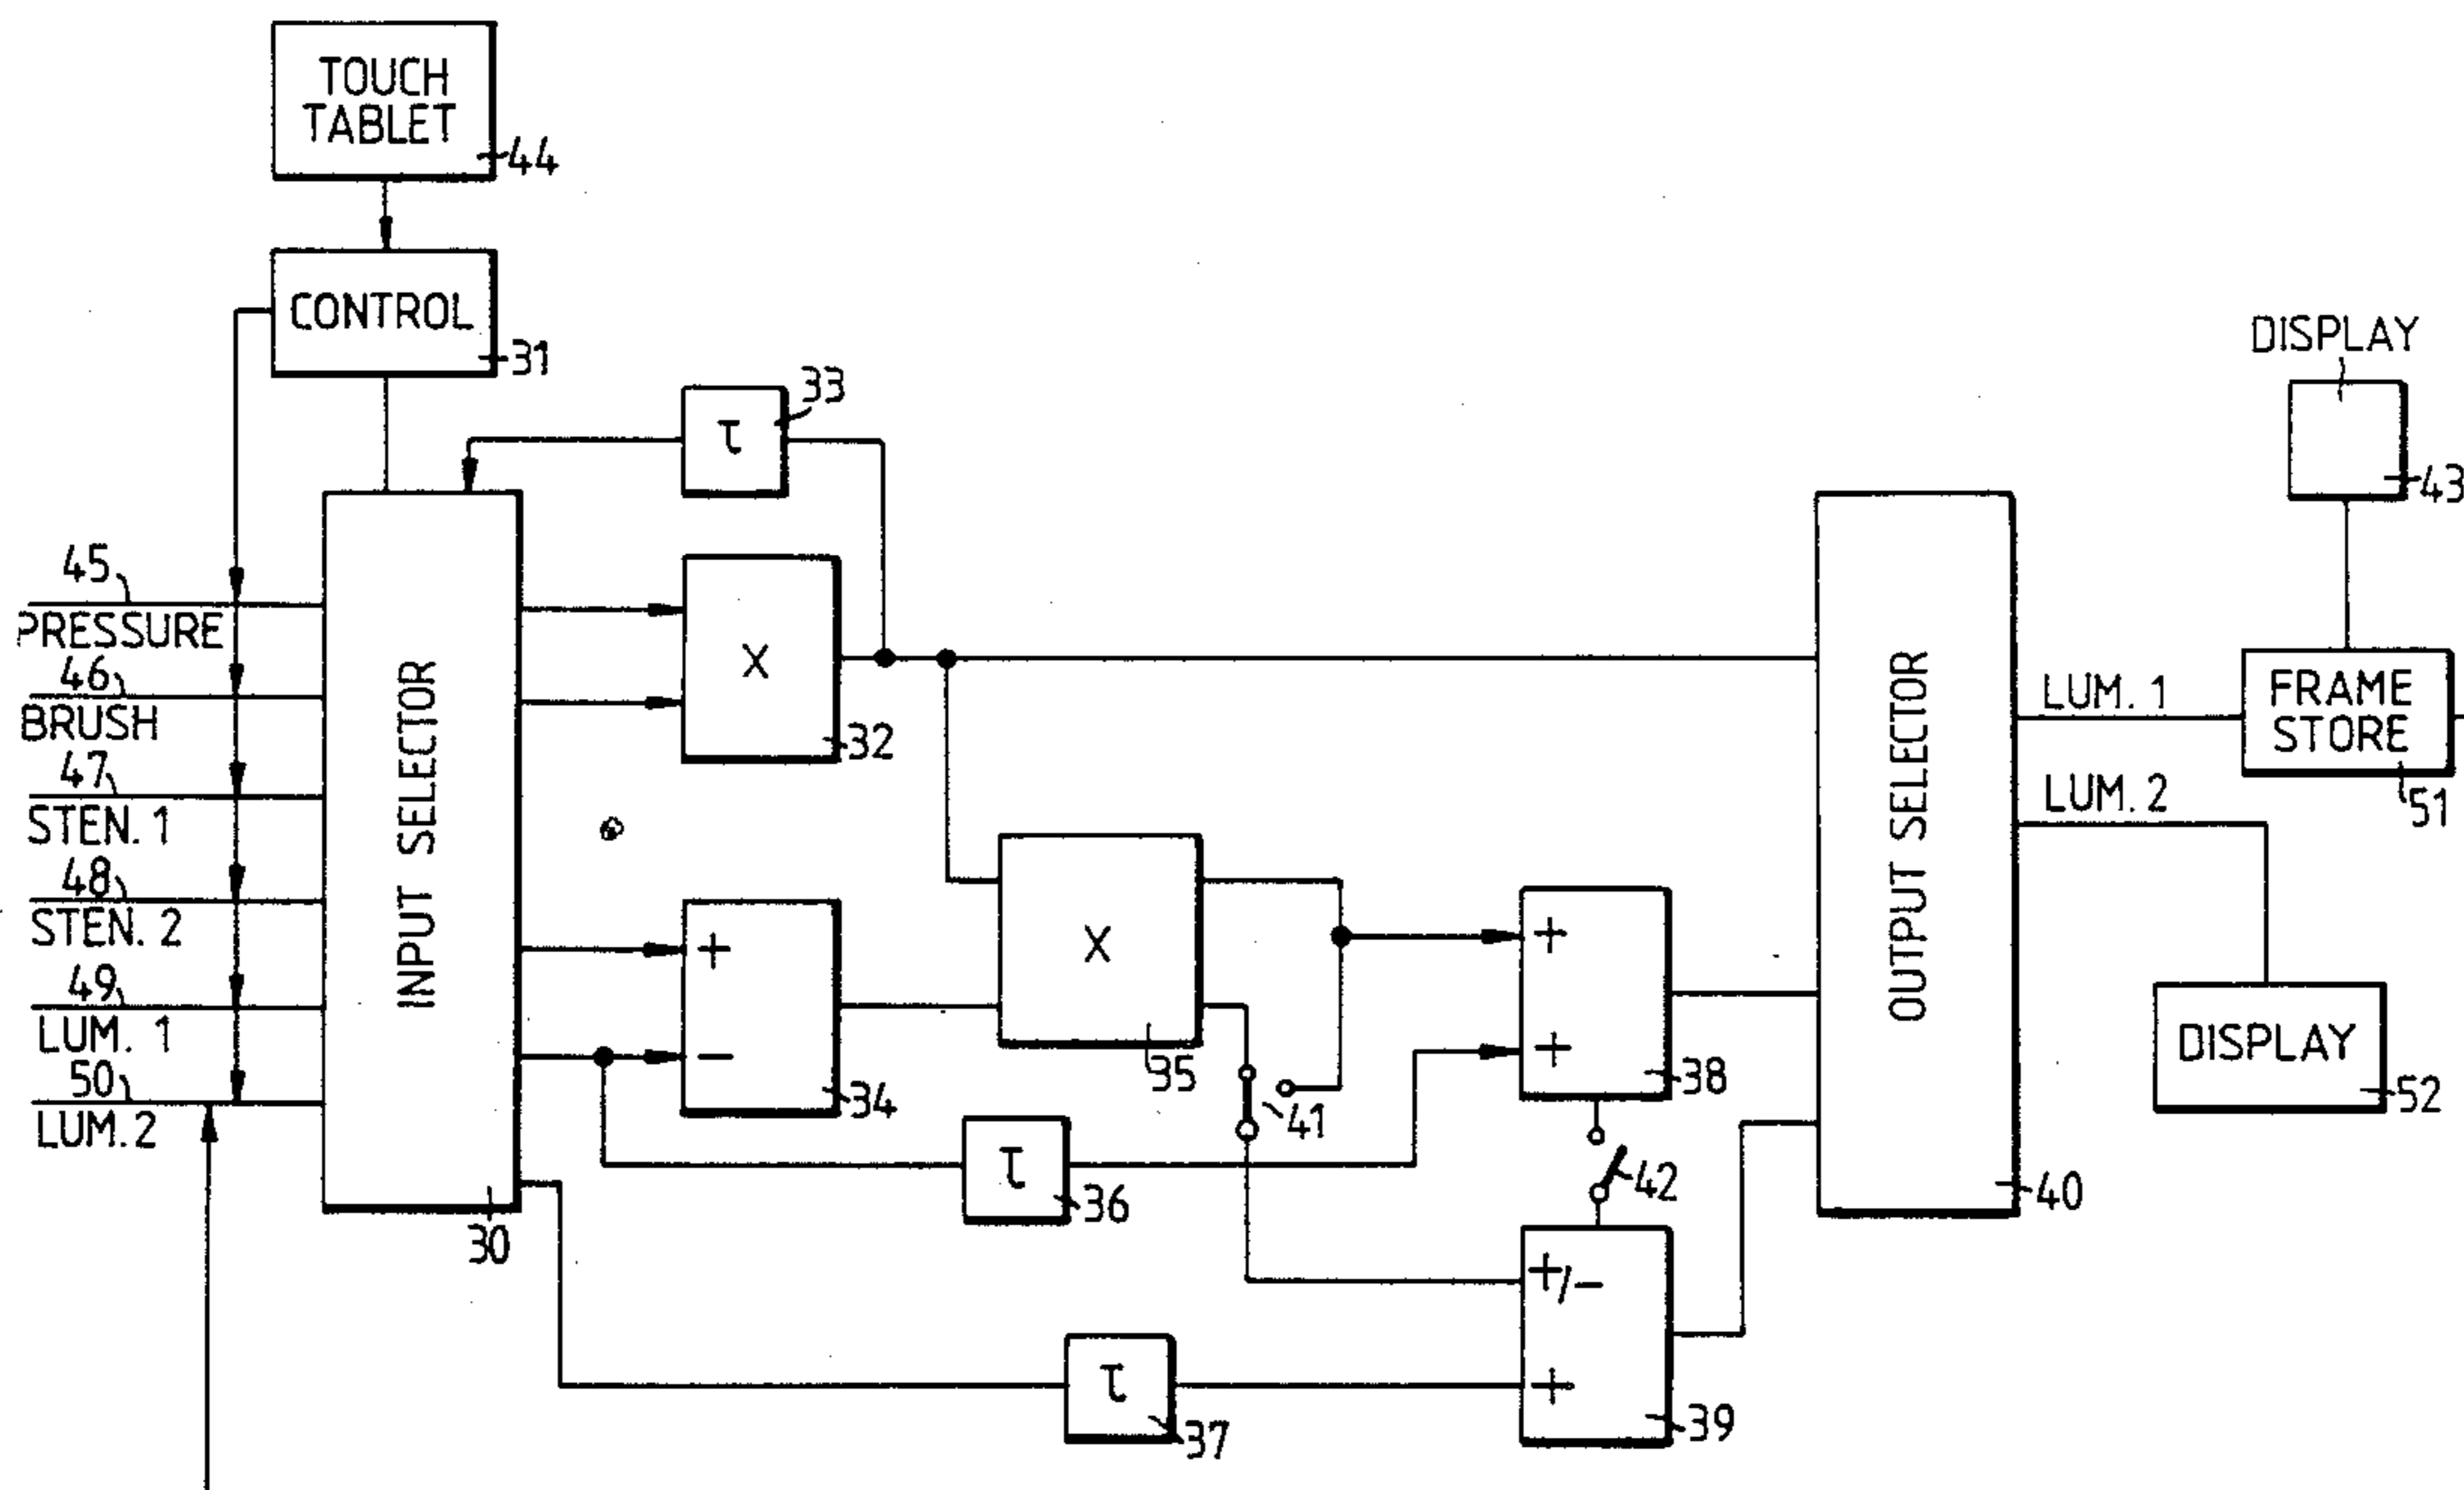 TOUCH
TABLET
44
CONTROL
31
33
τ
DISPLAY
43
45
PRESSURE
46
BRUSH
47
STEN. 1
48
STEN. 2
49
LUM. 1
50
LUM. 2
INPUT SELECTOR
30
X
32
+
−
34
X
35
τ
36
τ
37
41
+
+
38
42
+/−
+
39
OUTPUT SELECTOR
40
LUM. 1
LUM. 2
FRAME
STORE
51
DISPLAY
52